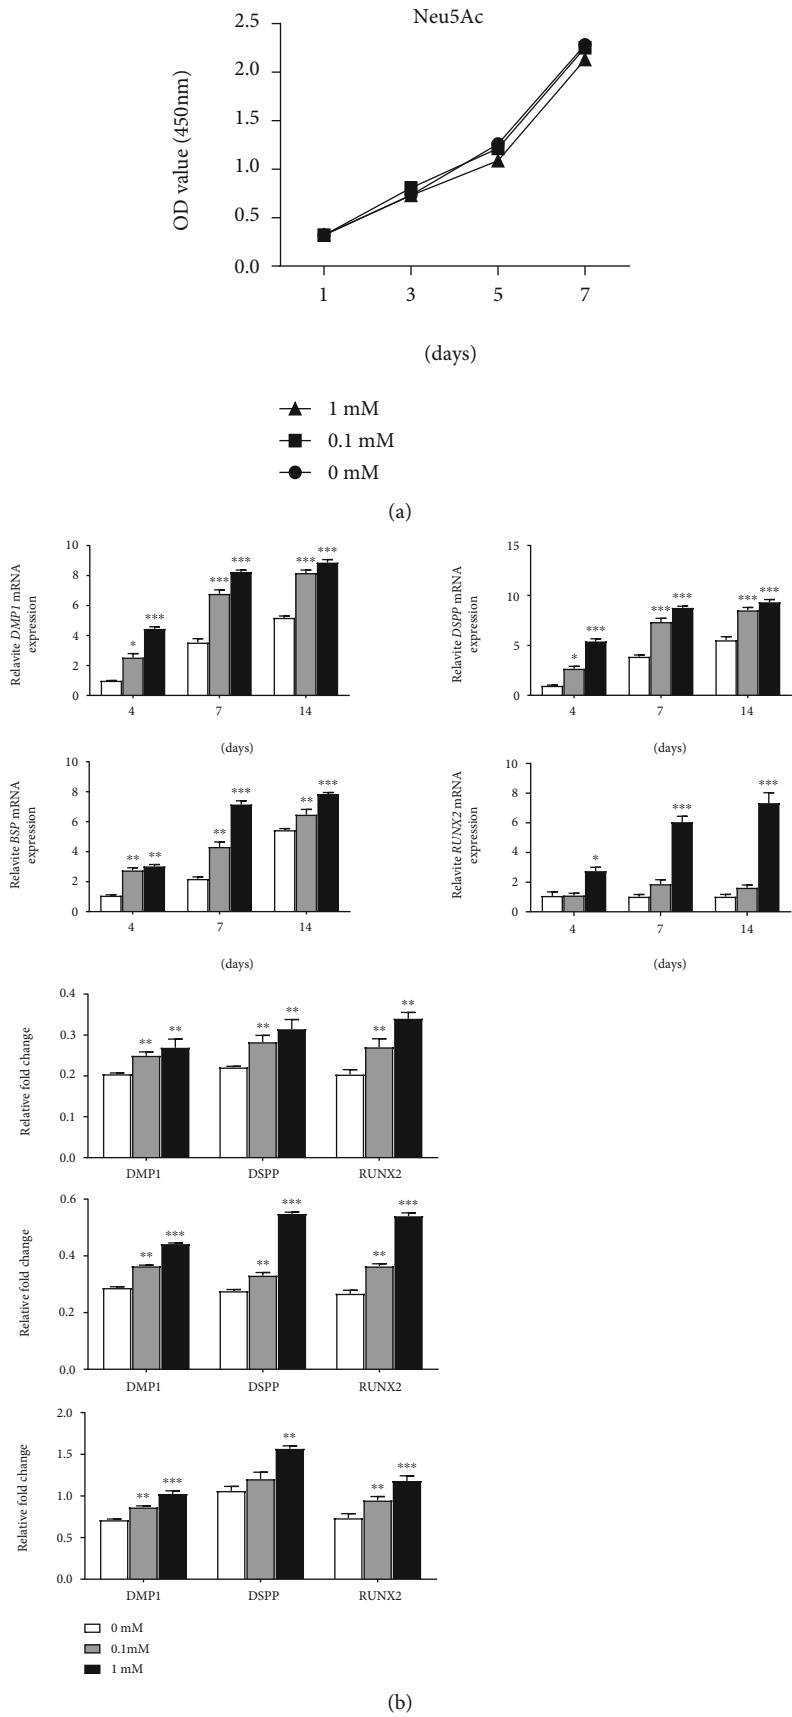 Neu5Ac
2.5
2.0
1.5
1.0
0.5
0.0
OD value (450nm)
1 3 5 7
(days)
1 mM
0.1 mM
0 mM
(a)
Relavite DMP1 mRNA
expression
10
8
6
4
2
0
* *** *** *** *** ***
4 7 14
(days)
Relavite DSPP mRNA
expression
15
10
5
0
* *** *** *** *** ***
4 7 14
(days)
Relavite BSP mRNA
expression
10
8
6
4
2
0
** ** ** *** ** ***
4 7 14
(days)
Relavite RUNX2 mRNA
expression
10
8
6
4
2
0
* *** ***
4 7 14
(days)
Relative fold change
0.4
0.3
0.2
0.1
0.0
** ** ** ** ** **
DMP1 DSPP RUNX2
Relative fold change
0.6
0.4
0.2
0.0
** *** ** *** ** ***
DMP1 DSPP RUNX2
Relative fold change
2.0
1.5
1.0
0.5
0.0
** *** ** ** ***
DMP1 DSPP RUNX2
0 mM
0.1mM
1 mM
(b)